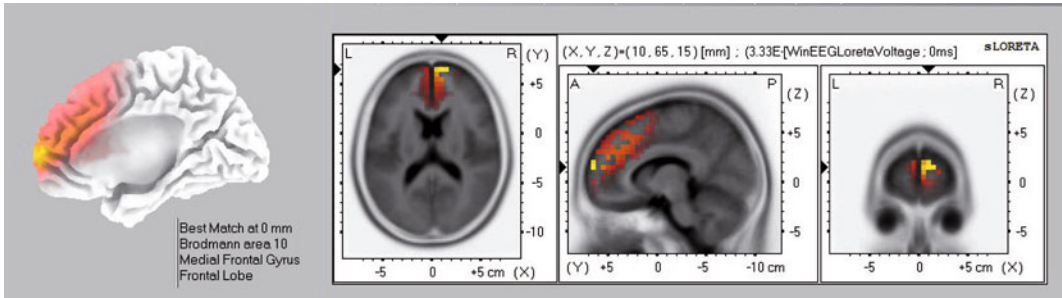 Best Match at 0 mm
Brodmann area 10
Medial Frontal Gyrus
Frontal Lobe
L R (Y)
+5
0
-5
-10
-5 0 +5 cm (X)
(X, Y, Z)=(10, 65, 15) [mm] ; (3.33E-[WinEEGLoretaVoltage ; 0ms] sLORETA
A P (Z)
+5
0
-5
(Y) +5 0 -5 -10 cm
L R (Z)
+5
0
-5
-5 0 +5 cm (X)